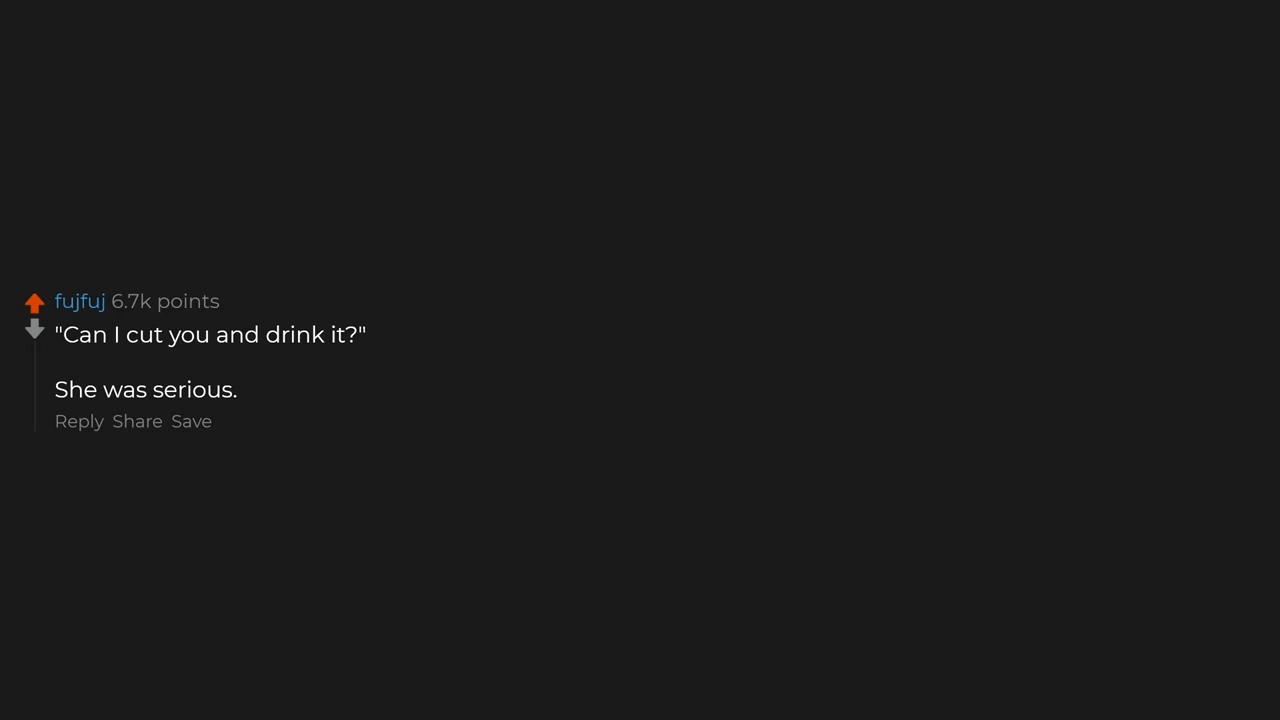 fujfuj 6.7k points
"Can I cut you and drink it?"
She was serious.
Reply Share Save